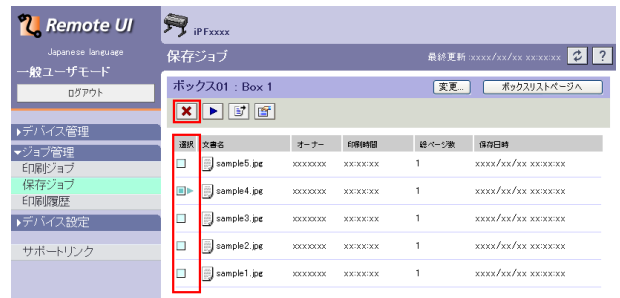 Remote UI
iPFxxxx
Japanese language
一般ユーザモード
ログアウト
▶デバイス管理
▼ジョブ管理
印刷ジョブ
保存ジョブ
印刷履歴
▶デバイス設定
サポートリンク
保存ジョブ 最終更新 :xxxx/xx/xx xx:xx:xx ?
ボックス01 : Box 1 変更... ボックスリストページへ
選択 文書名 オーナー 印刷時間 総ページ数 保存日時
sample5.jpg xxxxxxx xx:xx:xx 1 xxxx/xx/xx xx:xx:xx
sample4.jpg xxxxxxx xx:xx:xx 1 xxxx/xx/xx xx:xx:xx
sample3.jpg xxxxxxx xx:xx:xx 1 xxxx/xx/xx xx:xx:xx
sample2.jpg xxxxxxx xx:xx:xx 1 xxxx/xx/xx xx:xx:xx
sample1.jpg xxxxxxx xx:xx:xx 1 xxxx/xx/xx xx:xx:xx